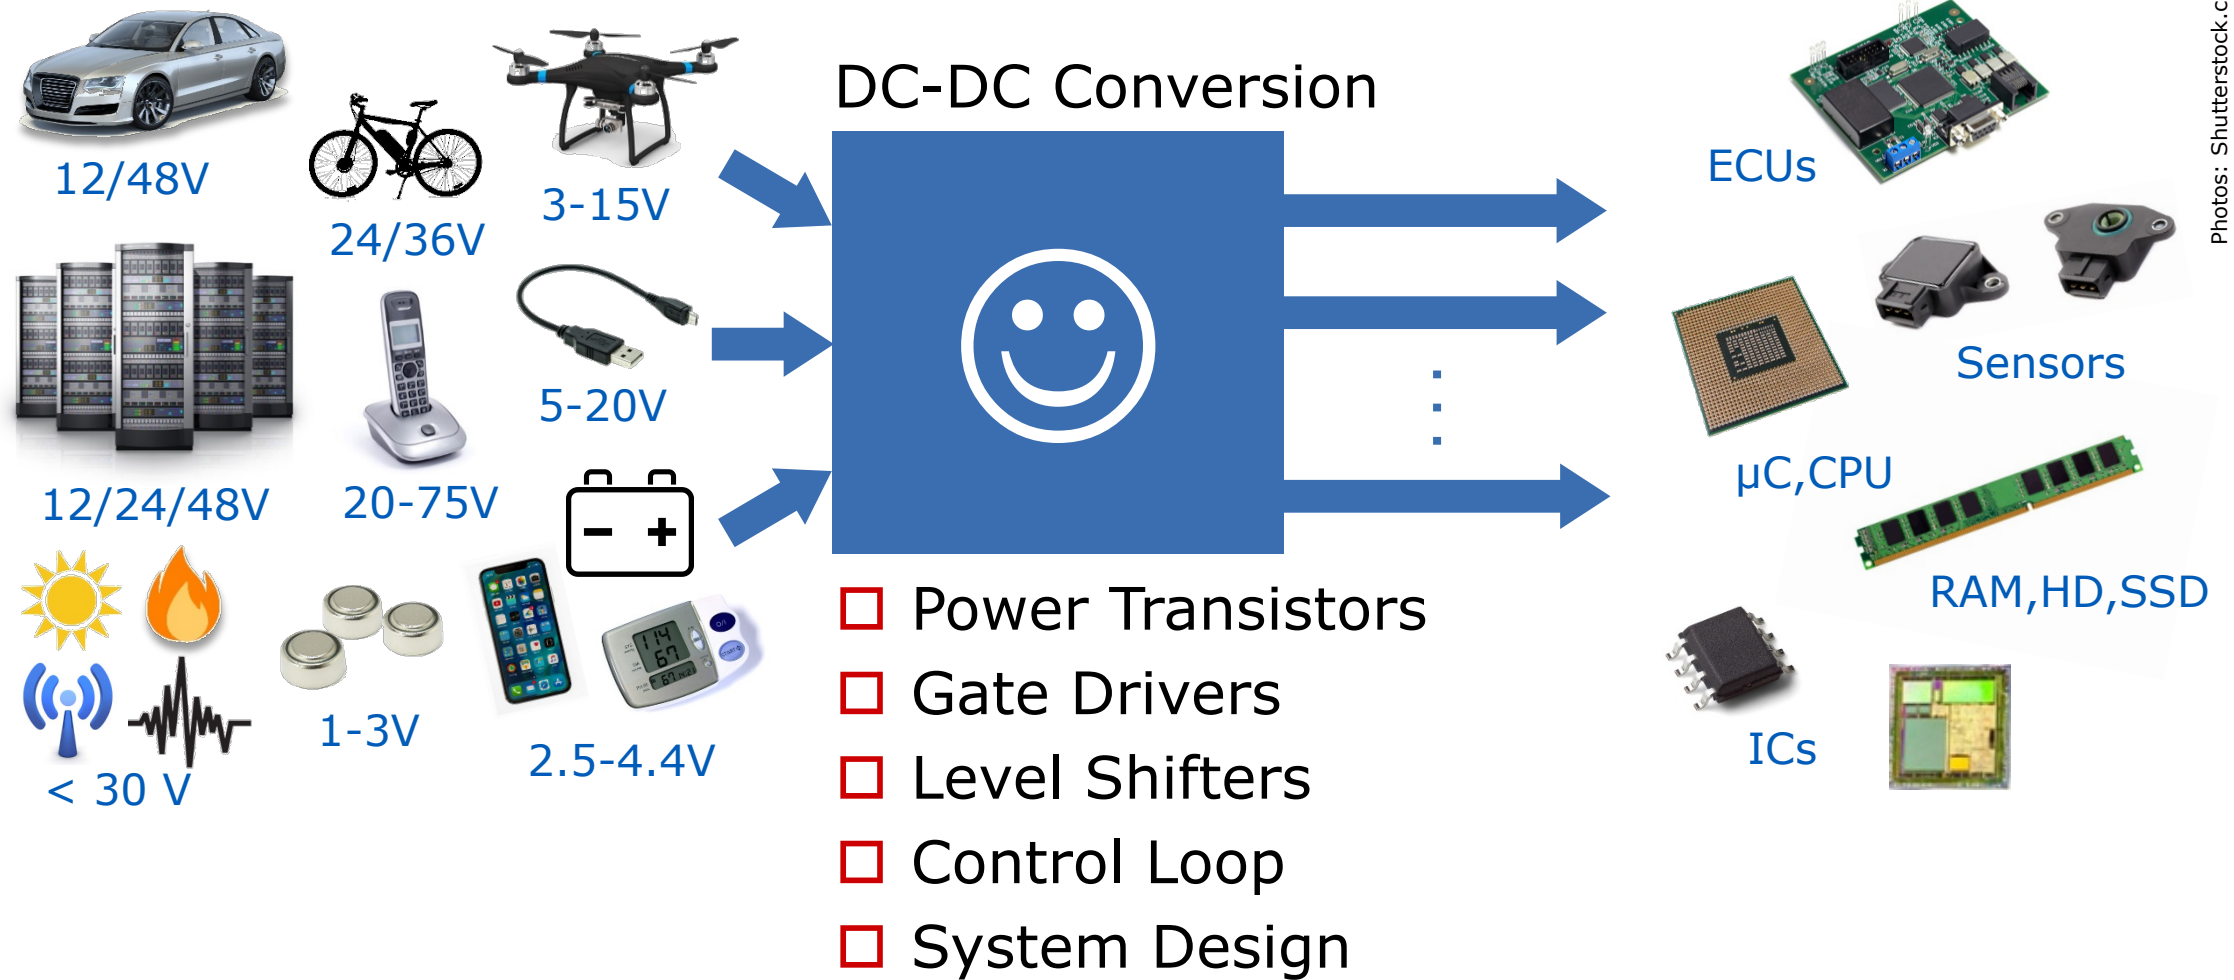 DC-DC Conversion
12/48V
24/36V
3-15V
12/24/48V
20-75V
5-20V
< 30 V
1-3V
2.5-4.4V
114
67
Power Transistors
Gate Drivers
Level Shifters
Control Loop
System Design
ECUs
Sensors
µC,CPU
RAM,HD,SSD
ICs
Photos: Shutterstock.c